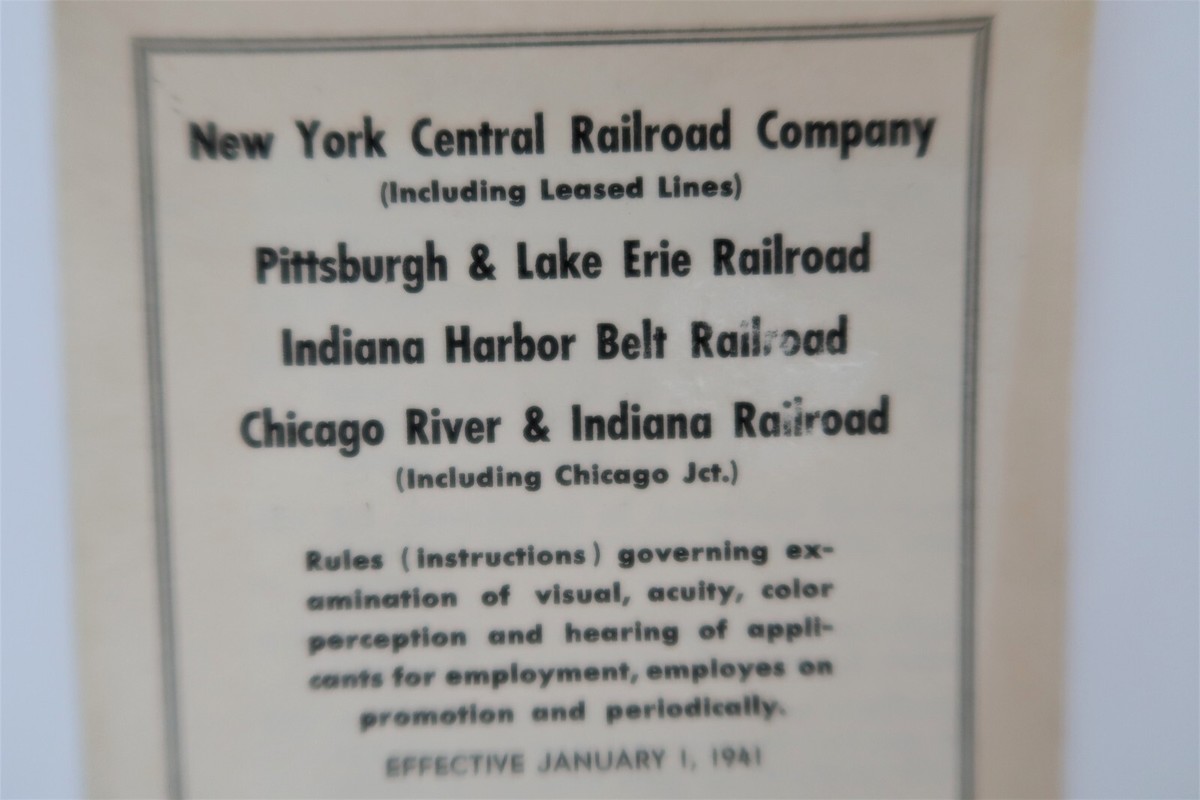 New York Central Railroad Company
(Including Leased Lines)
Pittsburgh & Lake Erie Railroad
Indiana Harbor Belt Railroad
Chicago River & Indiana Railroad
(Including Chicago Jct.)
Rules (instructions) governing ex-
amination of visual, acuity, color
perception and hearing of appli-
cants for employment, employes on
promotion and periodically.
EFFECTIVE JANUARY 1, 1941